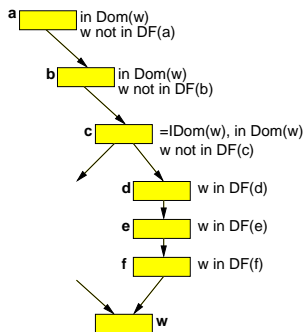 a in Dom(w)
w not in DF(a)
b in Dom(w)
w not in DF(b)
c =IDom(w), in Dom(w)
w not in DF(c)
d w in DF(d)
e w in DF(e)
f w in DF(f)
w